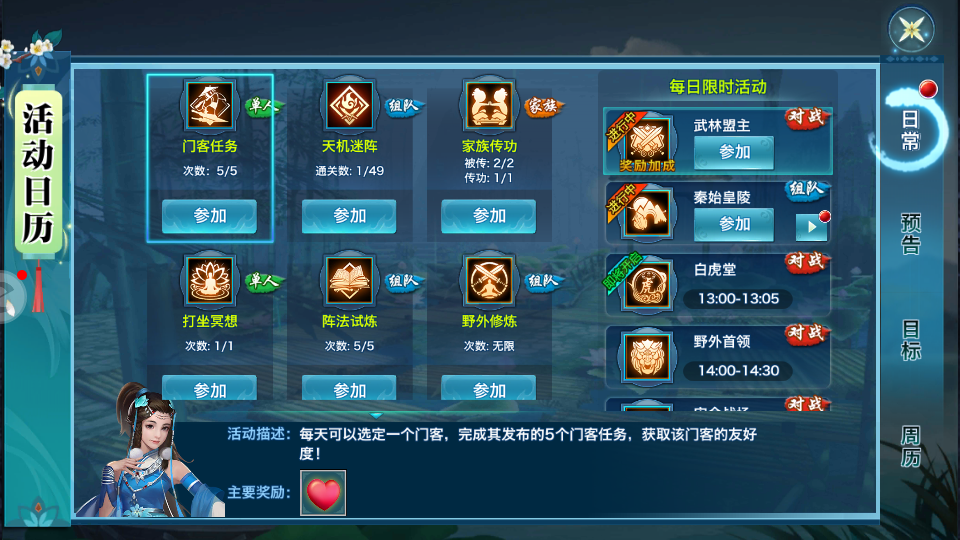 活动日历
门客任务
单人
次数：5/5
参加
天机迷阵
组队
通关数：1/49
参加
家族传功
家族
被传：2/2
传功：1/1
参加
打坐冥想
单人
次数：1/1
参加
阵法试炼
组队
次数：5/5
参加
野外修炼
组队
次数：无限
参加
每日限时活动
进行中
奖励加成
武林盟主
对战
参加
进行中
秦始皇陵
组队
参加
即将开启
虎
白虎堂
对战
13:00-13:05
野外首领
对战
14:00-14:30
对战
活动描述：每天可以选定一个门客，完成其发布的5个门客任务，获取该门客的友好
度！
主要奖励：
日常
预告
目标
周历